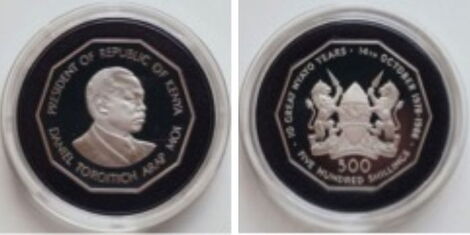 PRESIDENT OF REPUBLIC OF KENYA
DANIEL TOROITICH ARAP MOI
10 GREAT NYAYO YEARS · 14TH OCTOBER 1978-1988 ·
500
FIVE HUNDRED SHILLINGS